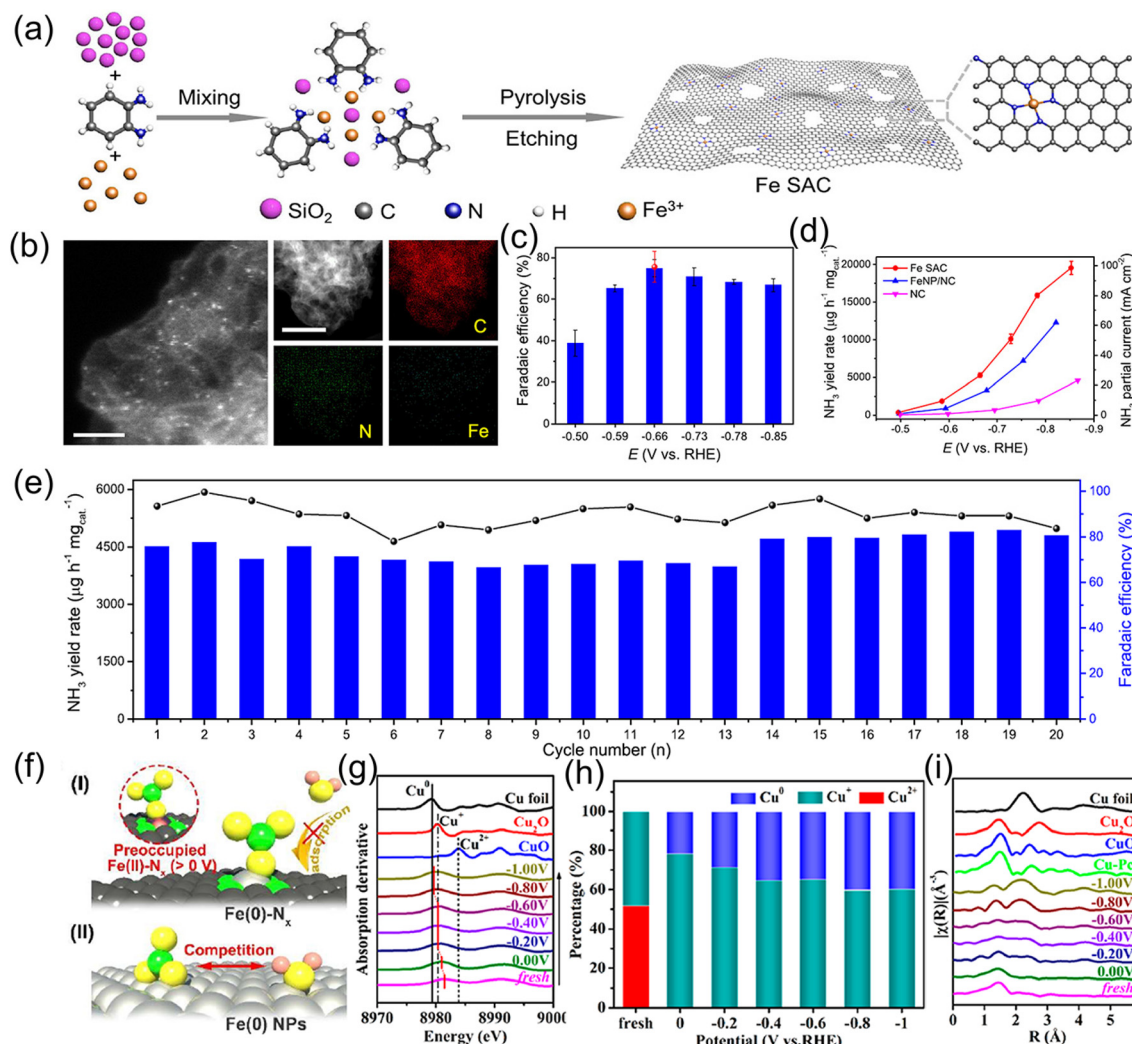 (a)
+
+
Mixing
Pyrolysis
Etching
Fe SAC
SiO₂ C N H Fe³⁺
(b)
C
N
Fe
(c)
Faradaic efficiency (%)
80
60
40
20
0
-0.50 -0.59 -0.66 -0.73 -0.78 -0.85
E (V vs. RHE)
(d)
NH₃ yield rate (μg h⁻¹ mg_cat.⁻¹)
20000
15000
10000
5000
0
Fe SAC
FeNP/NC
NC
100
80
60
40
20
0
NH₃ partial current (mA cm⁻²)
-0.5 -0.6 -0.7 -0.8 -0.9
E (V vs. RHE)
(e)
NH₃ yield rate (μg h⁻¹ mg_cat.⁻¹)
6000
4500
3000
1500
0
100
80
60
40
20
0
Faradaic efficiency (%)
1 2 3 4 5 6 7 8 9 10 11 12 13 14 15 16 17 18 19 20
Cycle number (n)
(f)
(I)
Preoccupied
Fe(II)-Nₓ (> 0 V)
adsorption
Fe(0)-Nₓ
(II)
Competition
Fe(0) NPs
(g)
Absorption derivative
Cu⁰
Cu⁺
Cu²⁺
Cu foil
Cu₂O
CuO
-1.00V
-0.80V
-0.60V
-0.40V
-0.20V
0.00V
fresh
8970 8980 8990 9000
Energy (eV)
(h)
Cu⁰ Cu⁺ Cu²⁺
Percentage (%)
100
80
60
40
20
0
fresh 0 -0.2 -0.4 -0.6 -0.8 -1
Potential (V vs.RHE)
(i)
|χ(R)|(Å⁻³)
Cu foil
Cu₂O
CuO
Cu-Pc
-1.00V
-0.80V
-0.60V
-0.40V
-0.20V
0.00V
fresh
0 1 2 3 4 5
R (Å)